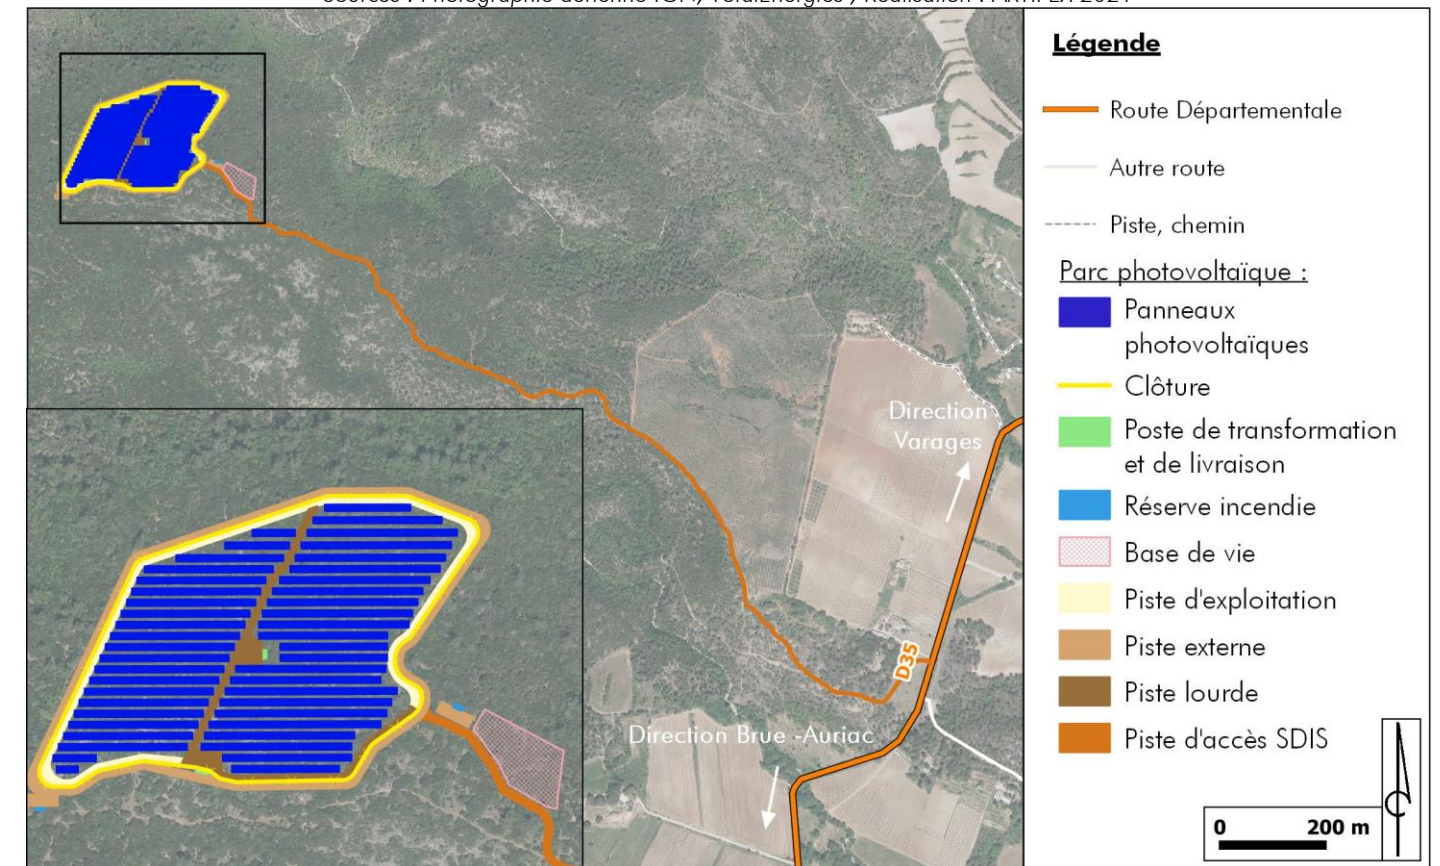 Légende
Route Départementale
Autre route
Piste, chemin
Parc photovoltaïque :
Panneaux
photovoltaïques
Clôture
Poste de transformation
et de livraison
Réserve incendie
Base de vie
Piste d'exploitation
Piste externe
Piste lourde
Piste d'accès SDIS
0 200 m
Direction
Varages
D35
Direction Brue -Auriac